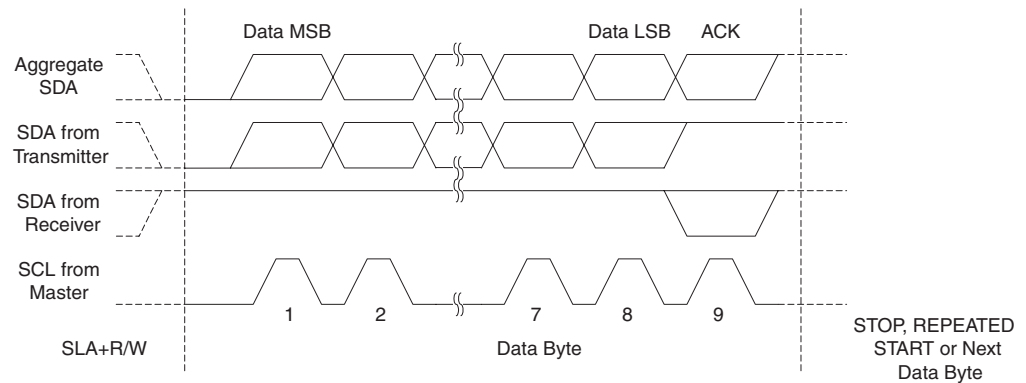 Data MSB
Data LSB
ACK
Aggregate
SDA
SDA from
Transmitter
SDA from
Receiver
SCL from
Master
1
2
7
8
9
SLA+R/W
Data Byte
STOP, REPEATED
START or Next
Data Byte